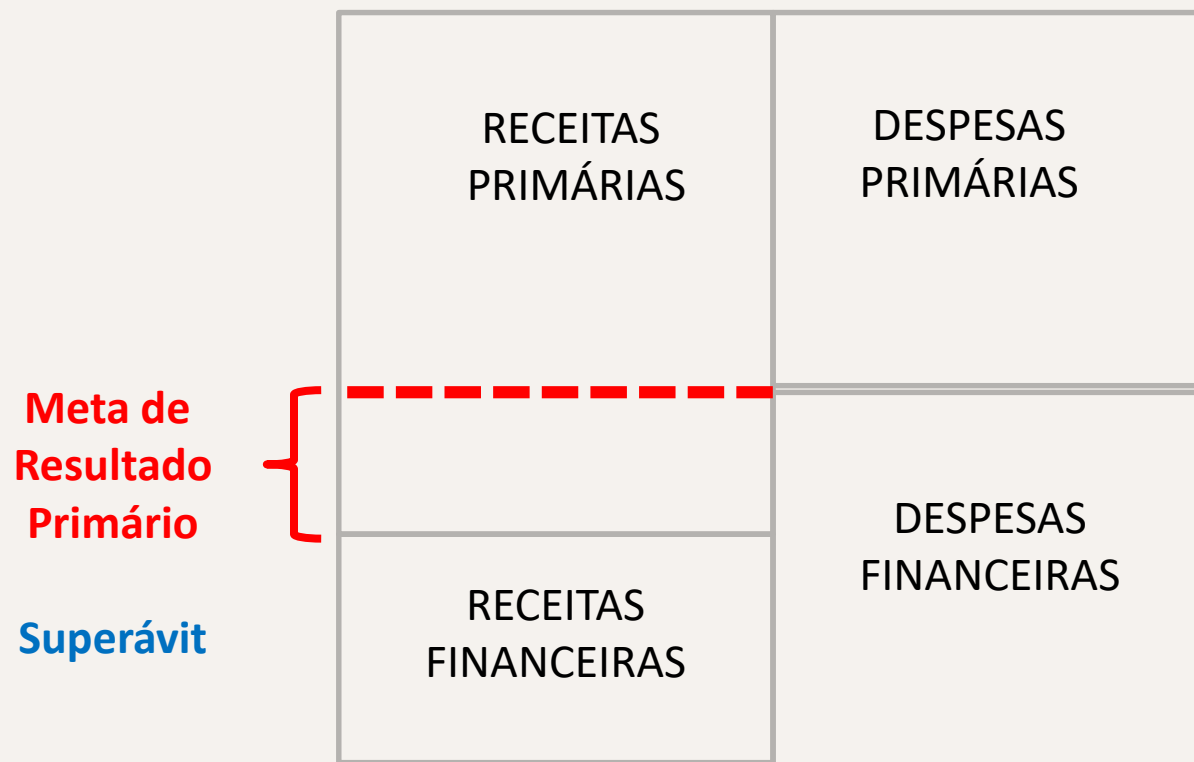 RECEITAS
PRIMÁRIAS
DESPESAS
PRIMÁRIAS
Meta de
Resultado
Primário
Superávit
RECEITAS
FINANCEIRAS
DESPESAS
FINANCEIRAS